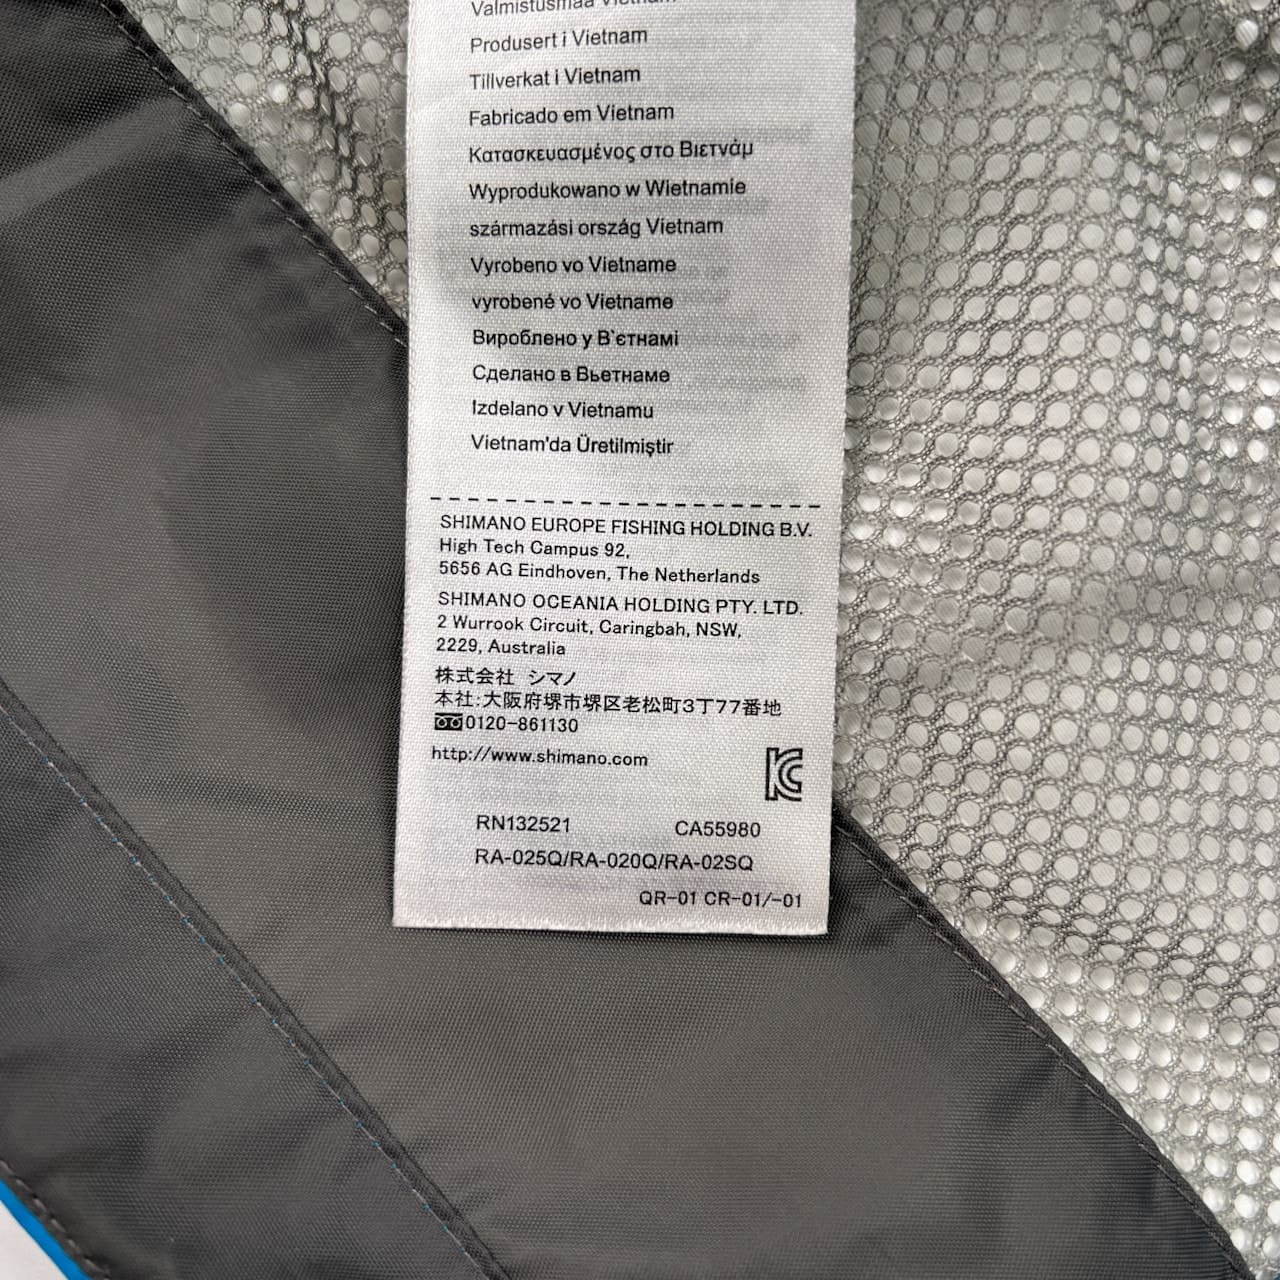 Valmistusmaa Vietnam
Produsert i Vietnam
Tillverkat i Vietnam
Fabricado em Vietnam
Κατασκευασμένος στο Βιετνάμ
Wyprodukowano w Wietnamie
származási ország Vietnam
Vyrobeno vo Vietname
vyrobené vo Vietname
Вироблено у В`єтнамі
Сделано в Вьетнаме
Izdelano v Vietnamu
Vietnam'da Üretilmiştir
SHIMANO EUROPE FISHING HOLDING B.V.
High Tech Campus 92,
5656 AG Eindhoven, The Netherlands
SHIMANO OCEANIA HOLDING PTY. LTD.
2 Wurrook Circuit, Caringbah, NSW,
2229, Australia
株式会社 シマノ
本社:大阪府堺市堺区老松町3丁77番地
0120-861130
http://www.shimano.com
RN132521 CA55980
RA-025Q/RA-020Q/RA-02SQ
QR-01 CR-01/-01